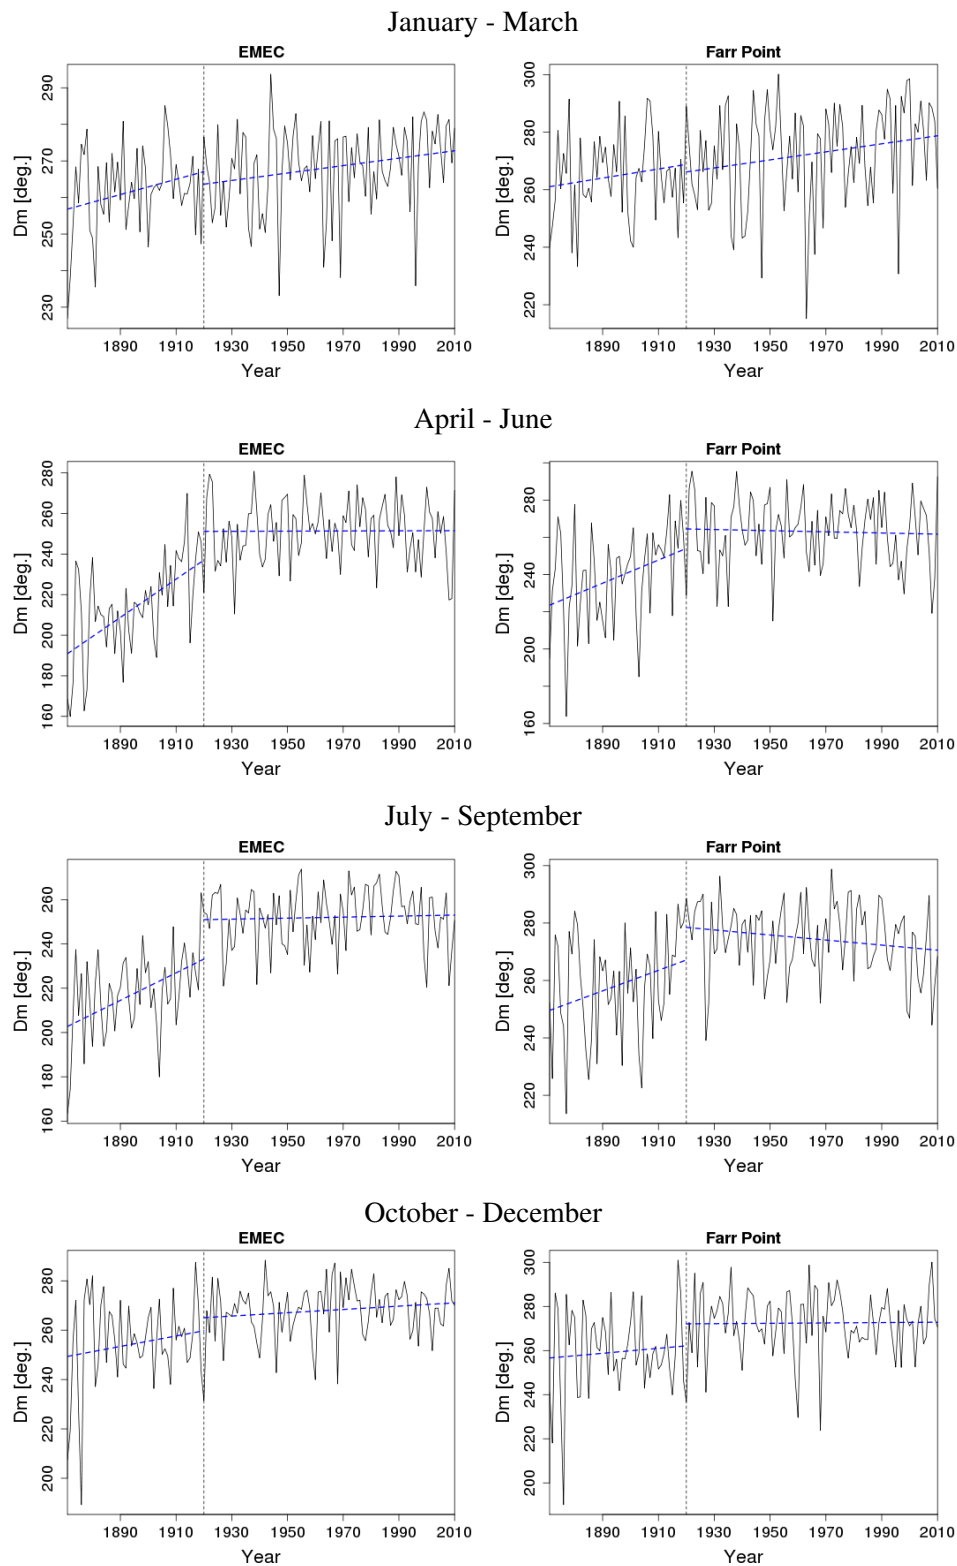 January - March
EMEC
Farr Point
Dm [deg.]
230 250 270 290
1890 1910 1930 1950 1970 1990 2010
Year
Dm [deg.]
220 240 260 280 300
1890 1910 1930 1950 1970 1990 2010
Year
April - June
EMEC
Farr Point
Dm [deg.]
160 180 200 220 240 260 280
1890 1910 1930 1950 1970 1990 2010
Year
Dm [deg.]
160 200 240 280
1890 1910 1930 1950 1970 1990 2010
Year
July - September
EMEC
Farr Point
Dm [deg.]
160 180 200 220 240 260
1890 1910 1930 1950 1970 1990 2010
Year
Dm [deg.]
220 240 260 280 300
1890 1910 1930 1950 1970 1990 2010
Year
October - December
EMEC
Farr Point
Dm [deg.]
200 220 240 260 280
1890 1910 1930 1950 1970 1990 2010
Year
Dm [deg.]
200 220 240 260 280 300
1890 1910 1930 1950 1970 1990 2010
Year